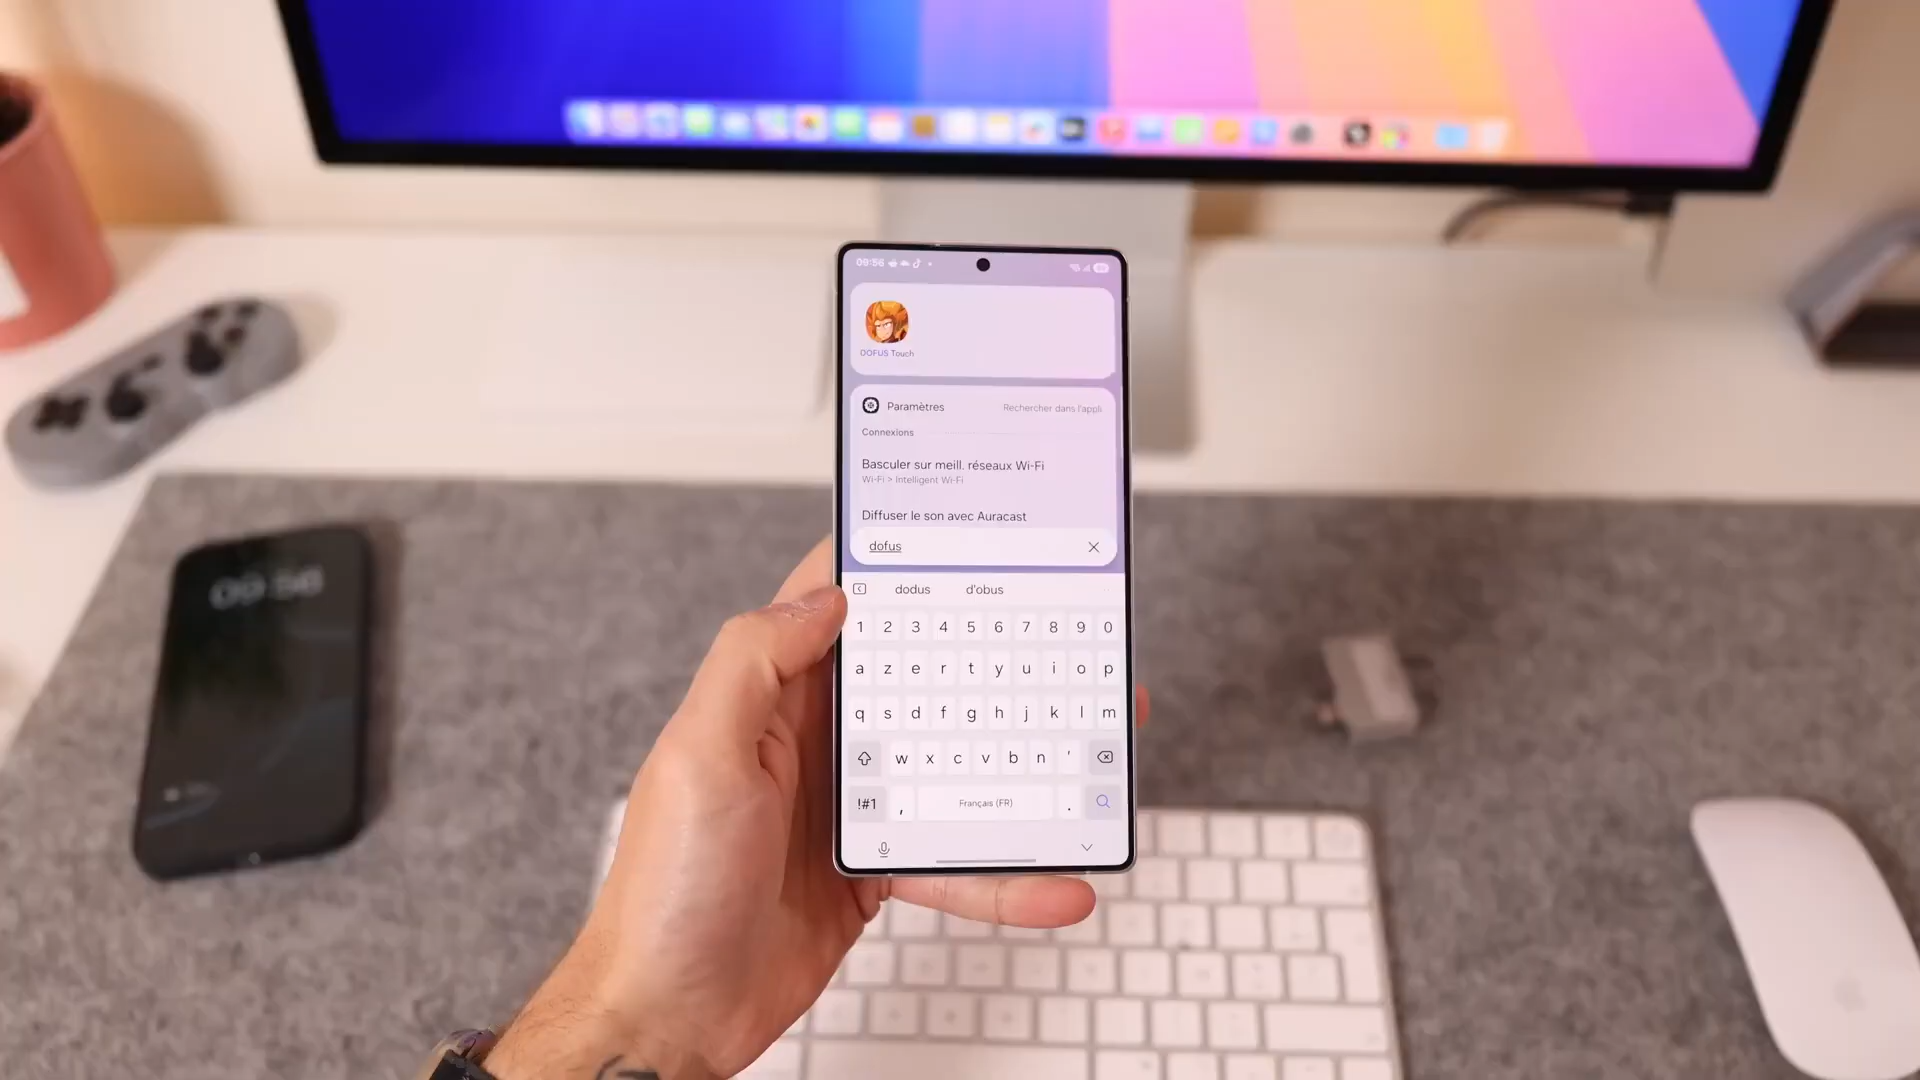 09:56
DOFUS Touch
Paramètres
Rechercher dans l'appli
Connexions
Basculer sur meill. réseaux Wi-Fi
Wi-Fi > Intelligent Wi-Fi
Diffuser le son avec Auracast
dofus
dodus d'obus
1 2 3 4 5 6 7 8 9 0
a z e r t y u i o p
q s d f g h j k l m
w x c v b n '
!#1 , Français (FR) .
09:56